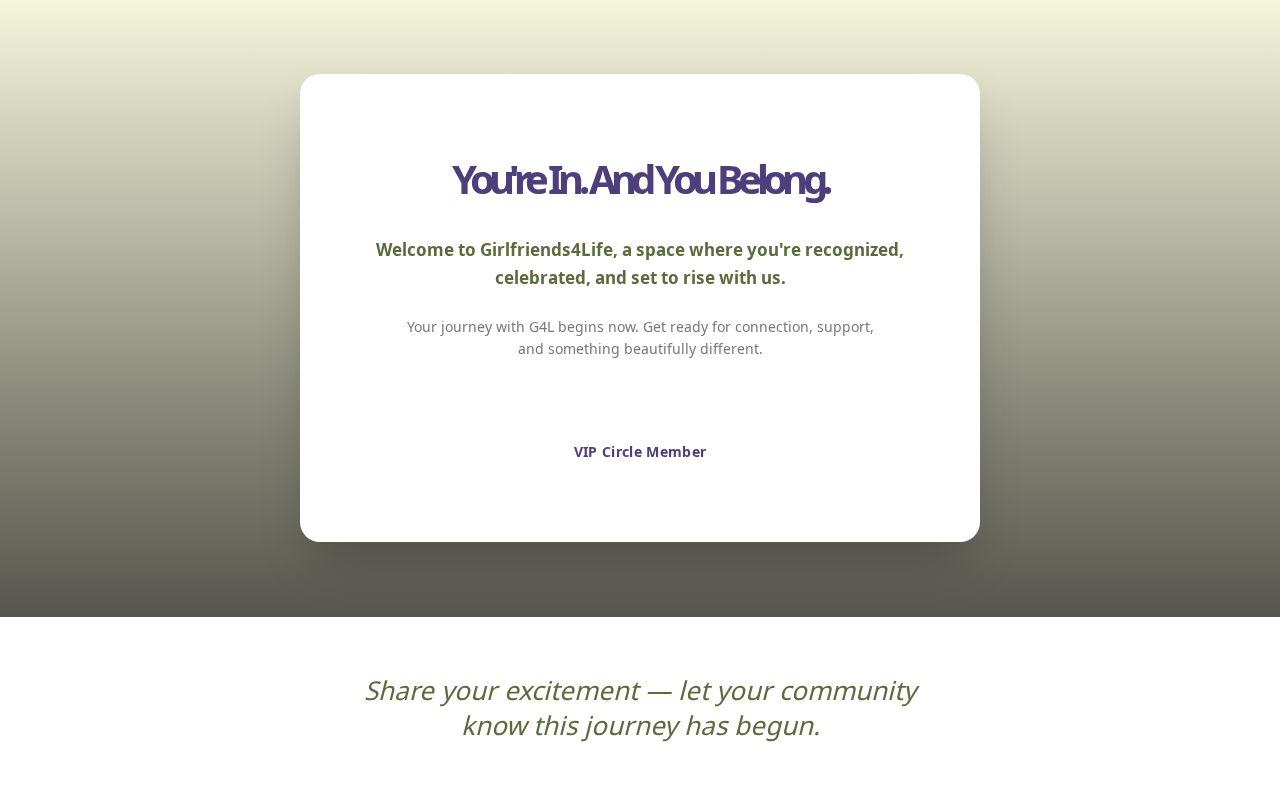 You're In. And You Belong.
Welcome to Girlfriends4Life, a space where you're recognized,
celebrated, and set to rise with us.
Your journey with G4L begins now. Get ready for connection, support,
and something beautifully different.
VIP Circle Member
Share your excitement — let your community
know this journey has begun.